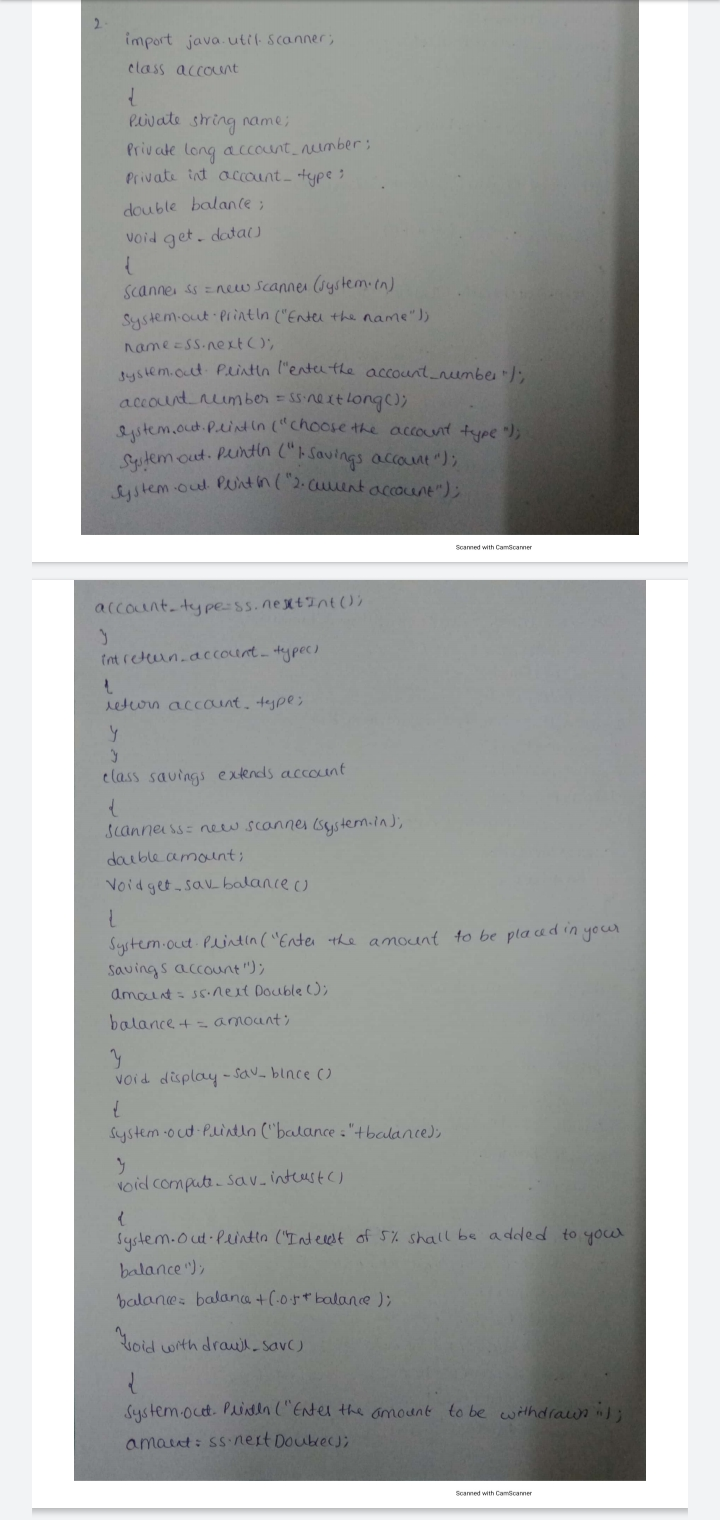 2.
import java.util.scanner;
class account
{
Private string name;
Private long account_number;
Private int account_type;
double balance;
void get_data()
{
scanner ss = new scanner (system.in)
System.out.println ("Enter the name");
name = ss.next();
system.out. Println ("enter the account_number");
account_number = ss.nextLong();
system.out.println ("choose the account type");
System out. println ("1. Savings account");
System.out println ("2. current account");
Scanned with CamScanner
account_type = ss.nextInt();
}
int return_account_type()
{
return account_type;
}
}
class savings extends account
{
scanner ss = new scanner (system.in);
double amount;
Void get_sav_balance ()
{
System.out. println ("Enter the amount to be placed in your
savings account");
amount = ss.next Double();
balance + = amount;
}
void display_sav_blnce ()
{
system.out.println ("balance = "+balance);
}
void compute_sav_interest ()
{
System.out.println ("Interest of 5% shall be added to your
balance");
balance = balance + (.05 * balance );
}
void withdrawl_sav()
{
System.out. Println ("Enter the amount to be withdrawn");
amount = ss.next Double();
Scanned with CamScanner